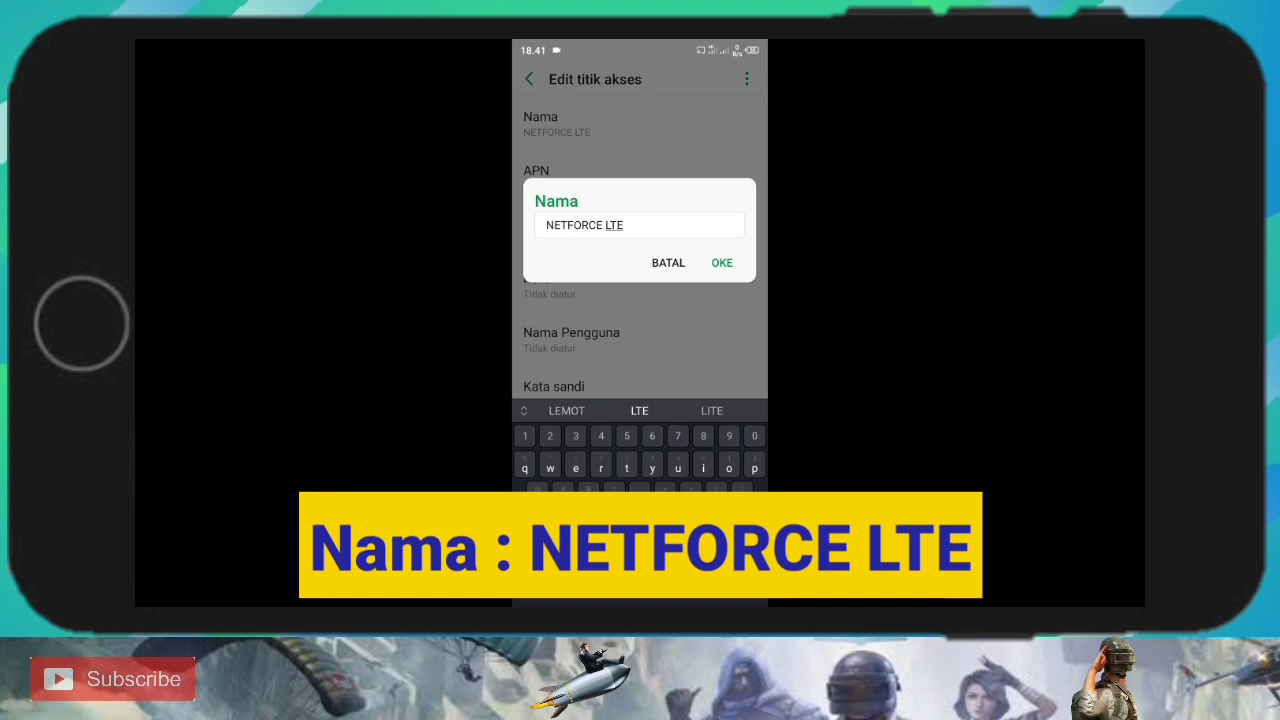 18.41
0
B/s
Edit titik akses
Nama
NETFORCE LTE
APN
Nama
NETFORCE LTE
BATAL OKE
Tidak diatur
Nama Pengguna
Tidak diatur
Kata sandi
LEMOT LTE LITE
1 2 3 4 5 6 7 8 9 0
q w e r t y u i o p
Nama : NETFORCE LTE
Subscribe